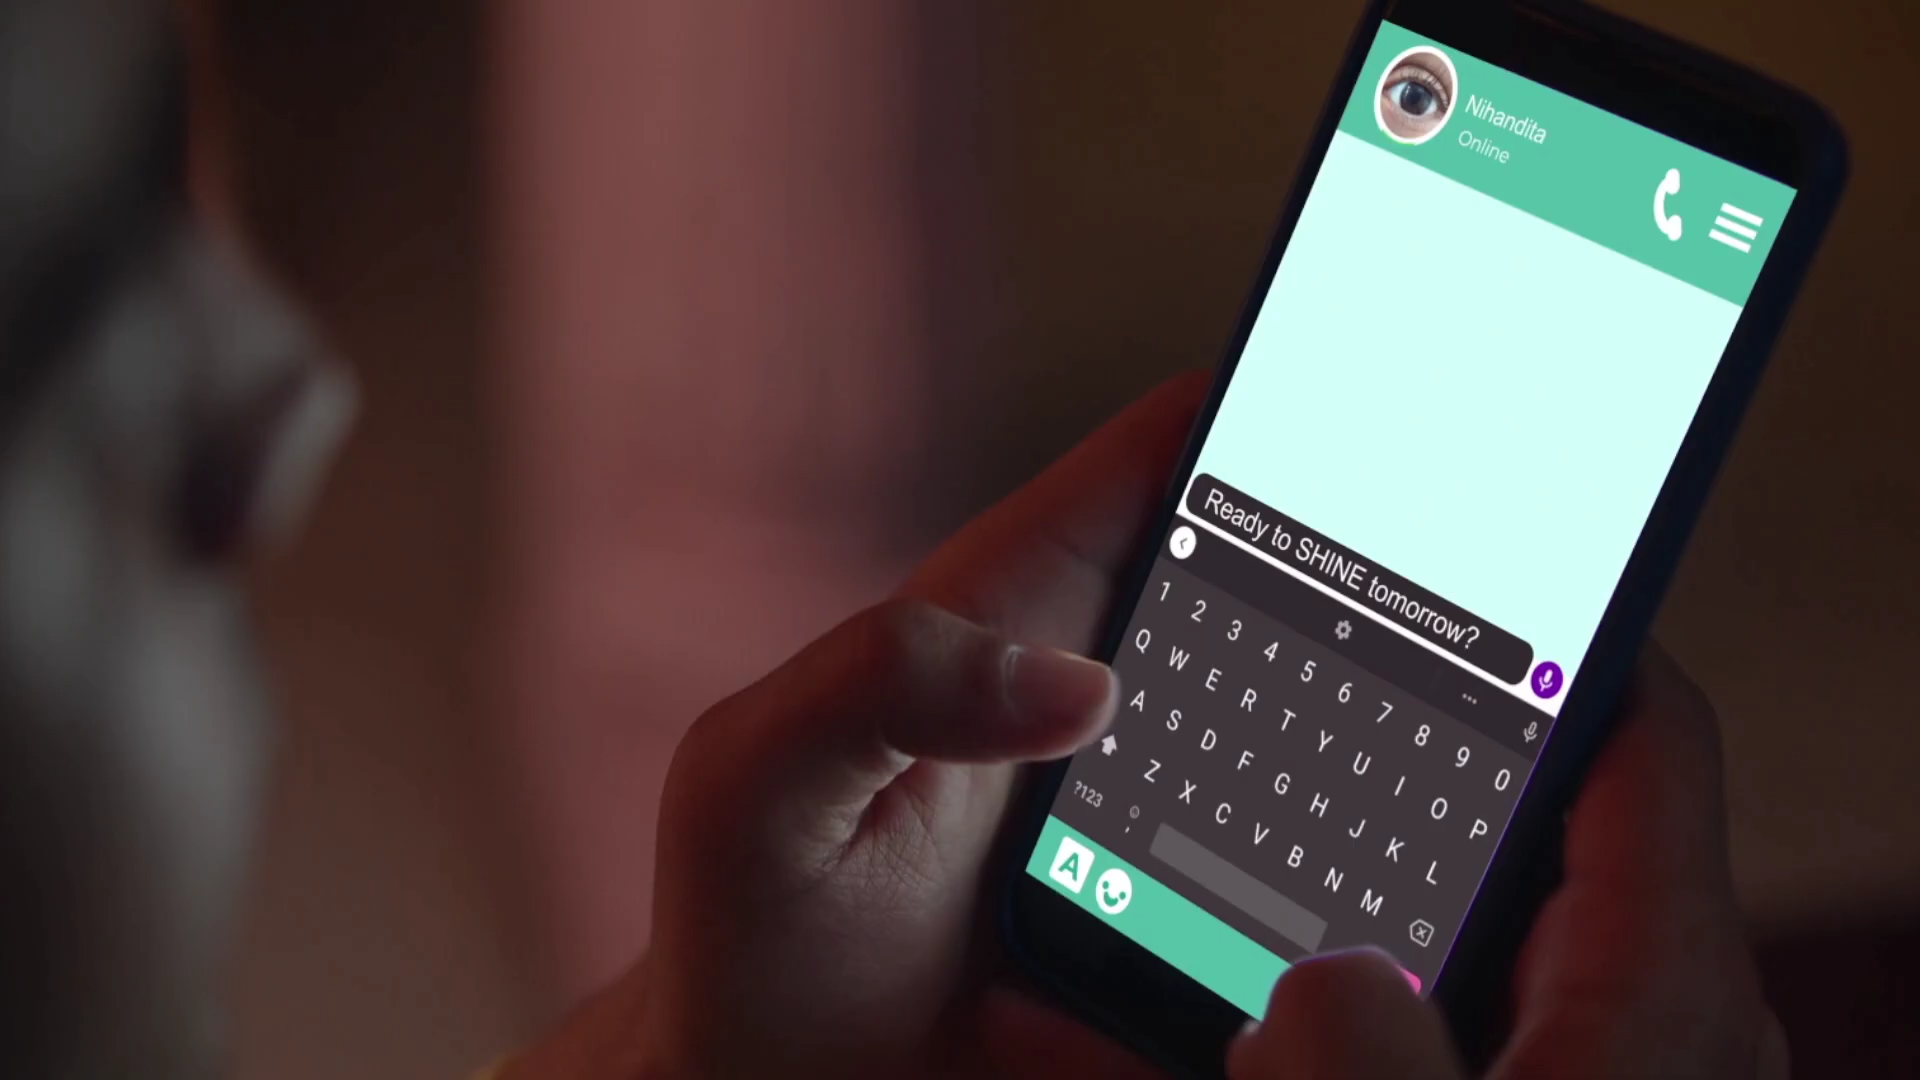 Nihandita
Online
Ready to SHINE tomorrow?
1 2 3 4 5 6 7 8 9 0
Q W E R T Y U I O P
A S D F G H J K L
Z X C V B N M
?123 ,
A